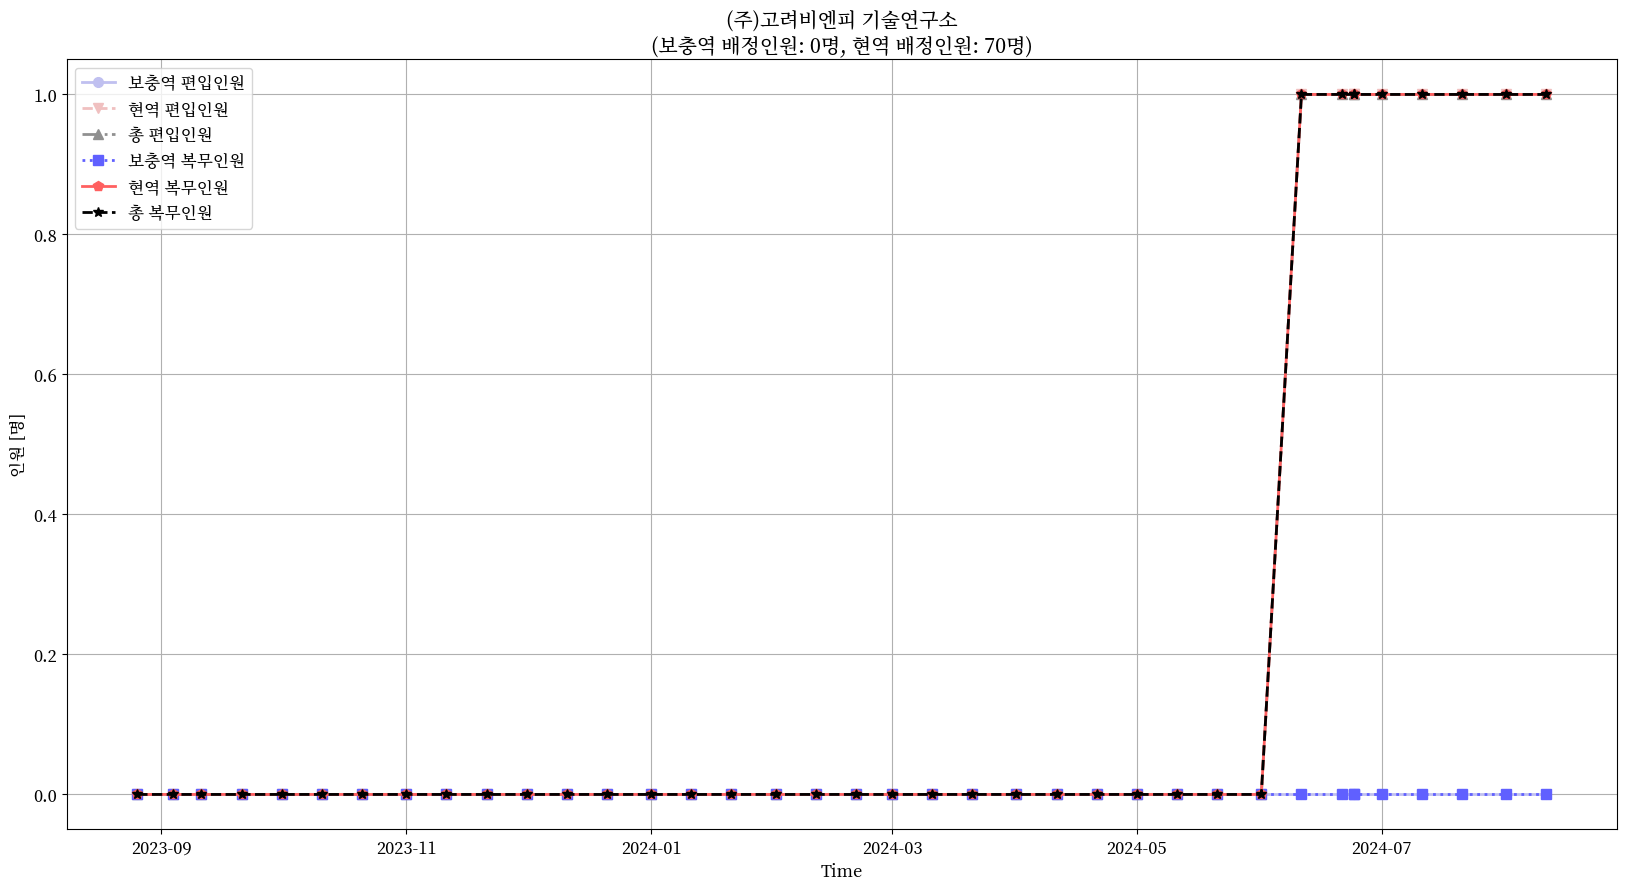 (주)고려비엔피 기술연구소
(보충역 배정인원: 0명, 현역 배정인원: 70명)
보충역 편입인원
현역 편입인원
총 편입인원
보충역 복무인원
현역 복무인원
총 복무인원
인원 [명]
1.0
0.8
0.6
0.4
0.2
0.0
2023-09 2023-11 2024-01 2024-03 2024-05 2024-07
Time